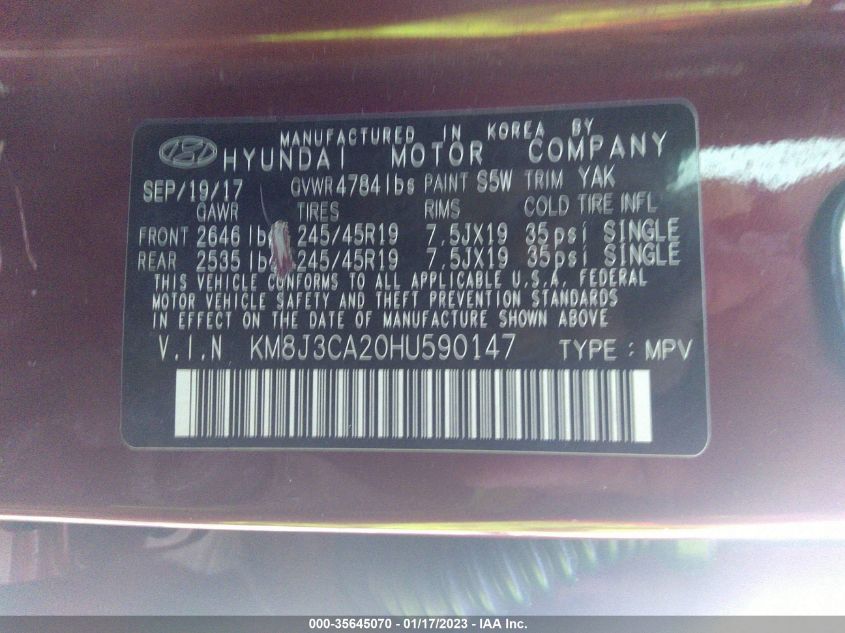 MANUFACTURED IN KOREA BY
HYUNDAI MOTOR COMPANY
SEP/19/17 GVWR 4784lbs PAINT S5W TRIM YAK
GAWR TIRES RIMS COLD TIRE INFL
FRONT 2646 lbs 245/45R19 7,5JX19 35psi SINGLE
REAR 2535 lbs 245/45R19 7,5JX19 35psi SINGLE
THIS VEHICLE CONFORMS TO ALL APPLICABLE U.S.A. FEDERAL
MOTOR VEHICLE SAFETY AND THEFT PREVENTION STANDARDS
IN EFFECT ON THE DATE OF MANUFACTURING SHOWN ABOVE
V.I.N KM8J3CA20HU590147 TYPE : MPV
000-35645070 - 01/17/2023 - IAA Inc.